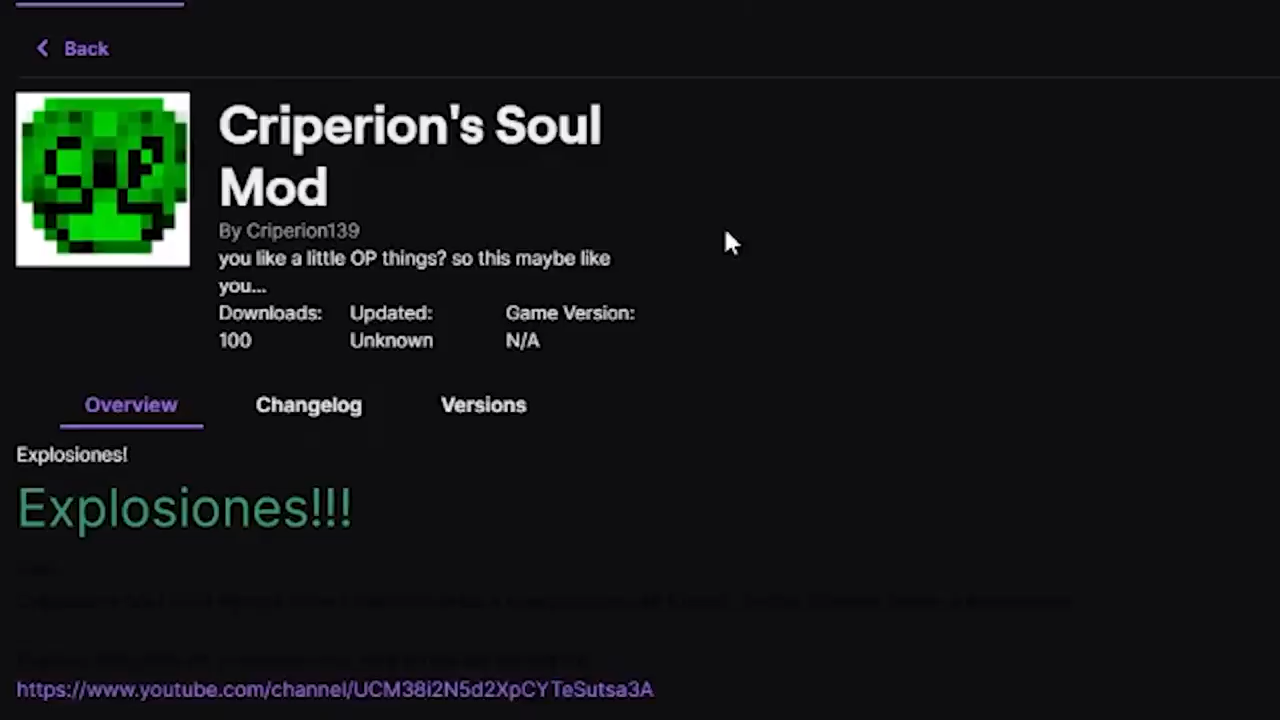 Back
Criperion's Soul
Mod
By Criperion139
you like a little OP things? so this maybe like
you...
Downloads: Updated: Game Version:
100 Unknown N/A
Overview Changelog Versions
Explosiones!
Explosiones!!!
https://www.youtube.com/channel/UCM38i2N5d2XpCYTeSutsa3A